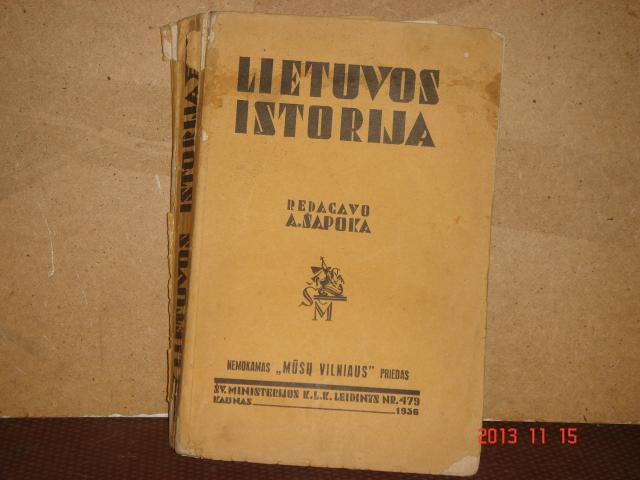 LIETUVOS
ISTORIJA
REDAGAVO
A. ŠAPOKA
ŠM
NEMOKAMAS „MŪSŲ VILNIAUS” PRIEDAS
ŠV. MINISTERIJOS K.L.K. LEIDINYS NR. 479
KAUNAS 1936
LIETUVOS ISTORIJA
2013 11 15